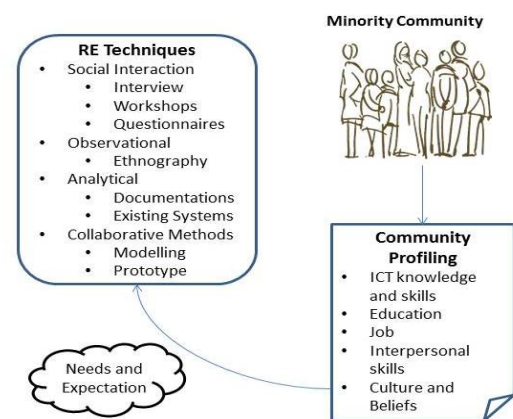 RE Techniques
• Social Interaction
• Interview
• Workshops
• Questionnaires
• Observational
• Ethnography
• Analytical
• Documentations
• Existing Systems
• Collaborative Methods
• Modelling
• Prototype
Minority Community
Community
Profiling
• ICT knowledge
and skills
• Education
• Job
• Interpersonal
skills
• Culture and
Beliefs
Needs and
Expectation